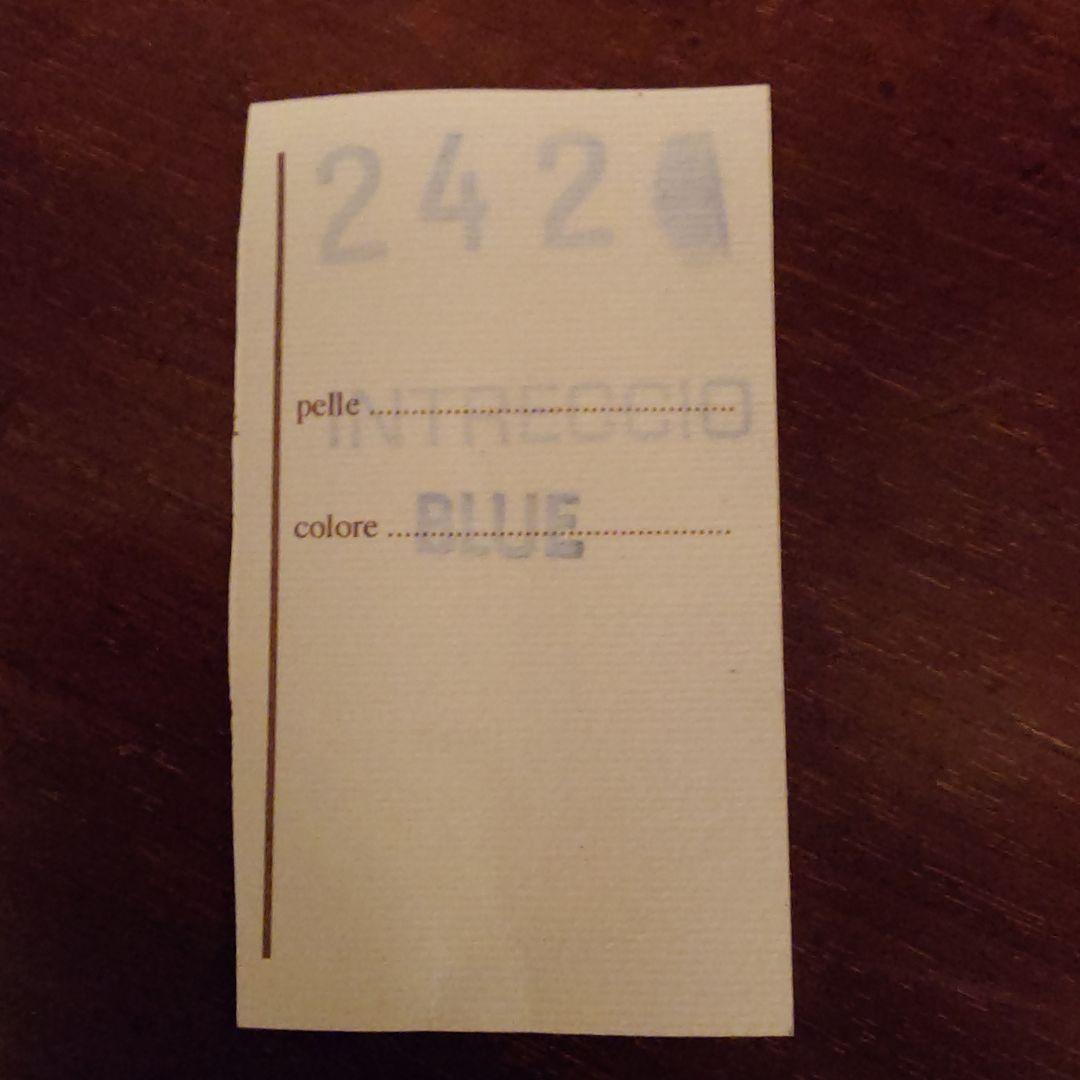 242
pelle INTRECCIO
colore BLUE